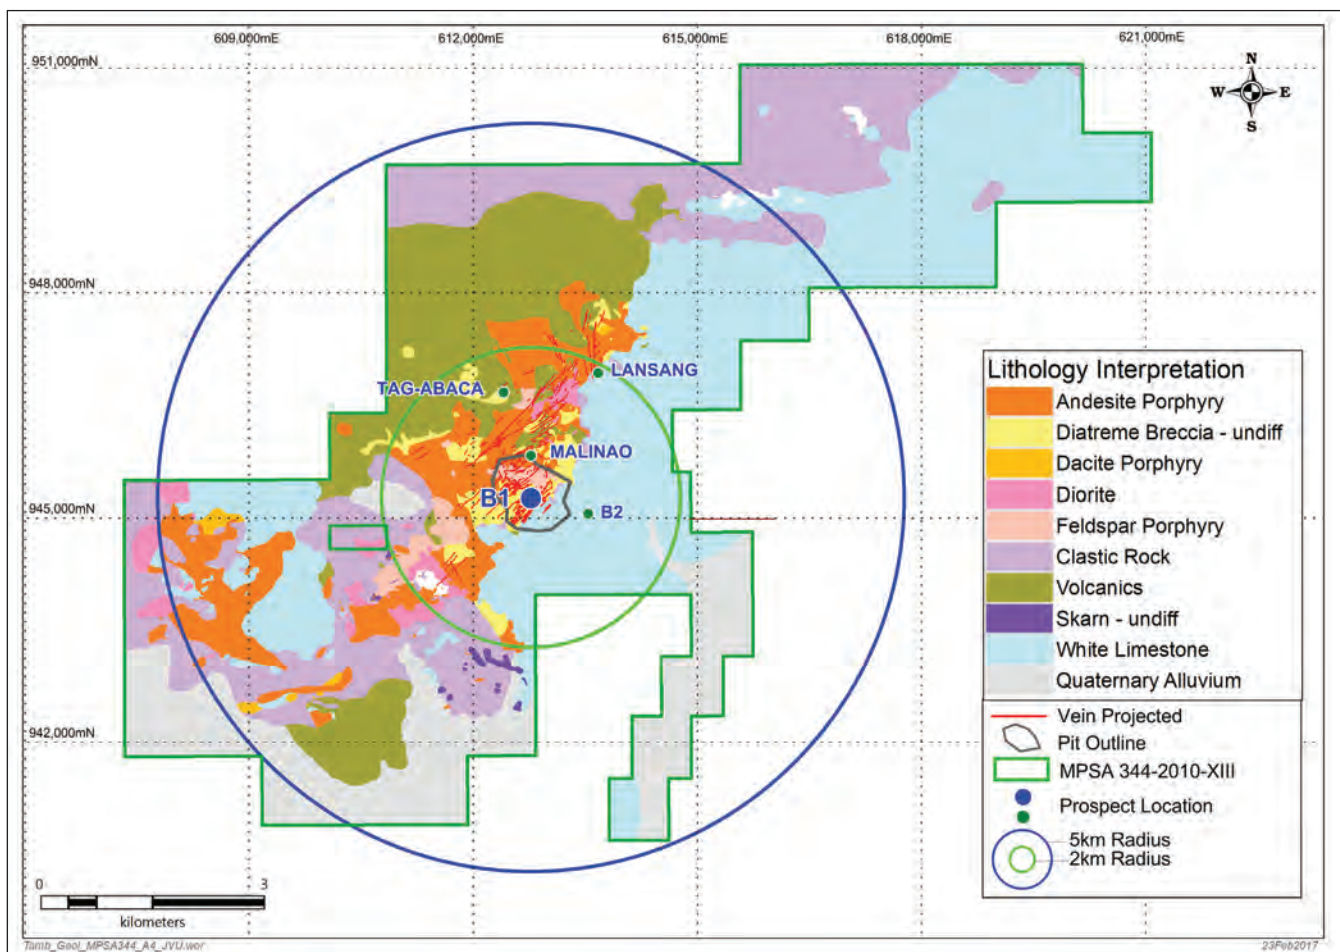 609,000mE 612,000mE 615,000mE 618,000mE 621,000mE
951,000mN
N
W E
S
948,000mN
LANSANG
TAG-ABACA
MALINAO
B1
B2
945,000mN
942,000mN
Lithology Interpretation
Andesite Porphyry
Diatreme Breccia - undiff
Dacite Porphyry
Diorite
Feldspar Porphyry
Clastic Rock
Volcanics
Skarn - undiff
White Limestone
Quaternary Alluvium
Vein Projected
Pit Outline
MPSA 344-2010-XIII
Prospect Location
5km Radius
2km Radius
0 3
kilometers
Tamb_Geol_MPSA344_A4_JVU.wor 23Feb2017